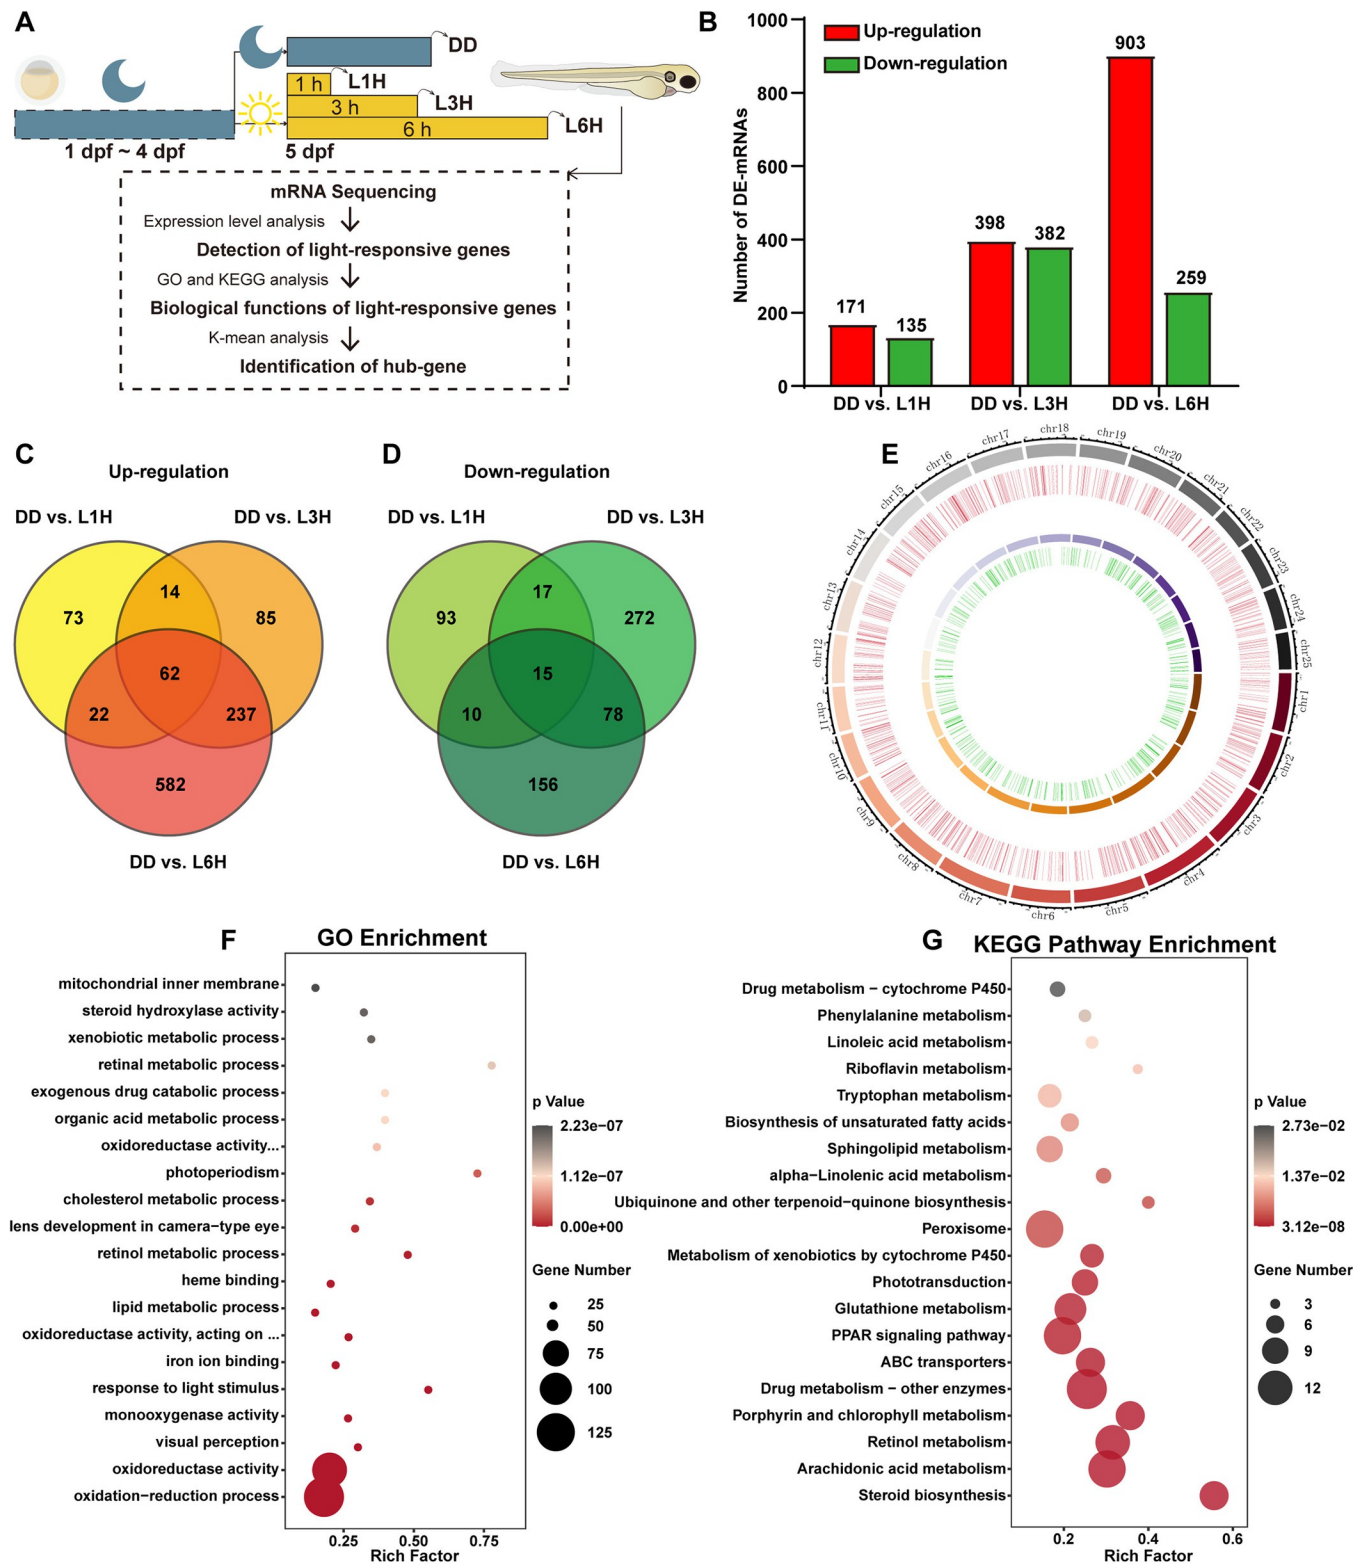 A
DD
1 h
L1H
3 h
L3H
6 h
L6H
1 dpf ~ 4 dpf
5 dpf
mRNA Sequencing
Expression level analysis
Detection of light-responsive genes
GO and KEGG analysis
Biological functions of light-responsive genes
K-mean analysis
Identification of hub-gene
B
Up-regulation
Down-regulation
Number of DE-mRNAs
1000
800
600
400
200
0
171
135
398
382
903
259
DD vs. L1H
DD vs. L3H
DD vs. L6H
C
Up-regulation
DD vs. L1H
DD vs. L3H
14
73
85
62
22
237
582
DD vs. L6H
D
Down-regulation
DD vs. L1H
DD vs. L3H
17
93
272
15
10
78
156
DD vs. L6H
E
chr1
chr2
chr3
chr4
chr5
chr6
chr7
chr8
chr9
chr10
chr11
chr12
chr13
chr14
chr15
chr16
chr17
chr18
chr19
chr20
chr21
chr22
chr23
chr24
chr25
F
GO Enrichment
mitochondrial inner membrane
steroid hydroxylase activity
xenobiotic metabolic process
retinal metabolic process
exogenous drug catabolic process
organic acid metabolic process
oxidoreductase activity...
photoperiodism
cholesterol metabolic process
lens development in camera−type eye
retinol metabolic process
heme binding
lipid metabolic process
oxidoreductase activity, acting on ...
iron ion binding
response to light stimulus
monooxygenase activity
visual perception
oxidoreductase activity
oxidation−reduction process
0.25
0.50
0.75
Rich Factor
p Value
2.23e−07
1.12e−07
0.00e+00
Gene Number
25
50
75
100
125
G
KEGG Pathway Enrichment
Drug metabolism − cytochrome P450
Phenylalanine metabolism
Linoleic acid metabolism
Riboflavin metabolism
Tryptophan metabolism
Biosynthesis of unsaturated fatty acids
Sphingolipid metabolism
alpha−Linolenic acid metabolism
Ubiquinone and other terpenoid−quinone biosynthesis
Peroxisome
Metabolism of xenobiotics by cytochrome P450
Phototransduction
Glutathione metabolism
PPAR signaling pathway
ABC transporters
Drug metabolism − other enzymes
Porphyrin and chlorophyll metabolism
Retinol metabolism
Arachidonic acid metabolism
Steroid biosynthesis
0.2
0.4
0.6
Rich Factor
p Value
2.73e−02
1.37e−02
3.12e−08
Gene Number
3
6
9
12